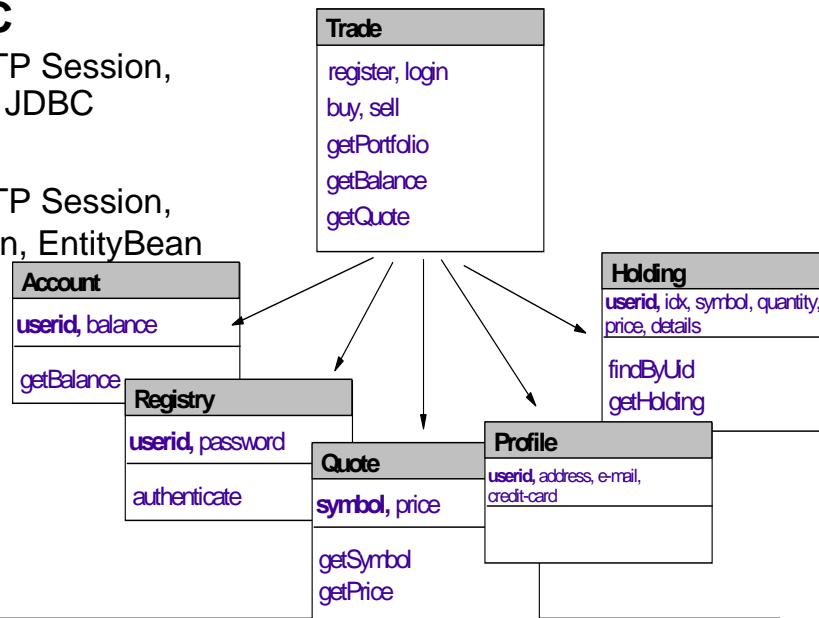 C
TP Session,
JDBC
TP Session,
n, EntityBean
Trade
register, login
buy, sell
getPortfolio
getBalance
getQuote
Account
userid, balance
getBalance
Registry
userid, password
authenticate
Quote
symbol, price
getSymbol
getPrice
Profile
userid, address, e-mail,
credit-card
Holding
userid, idx, symbol, quantity,
price, details
findByUid
getHolding